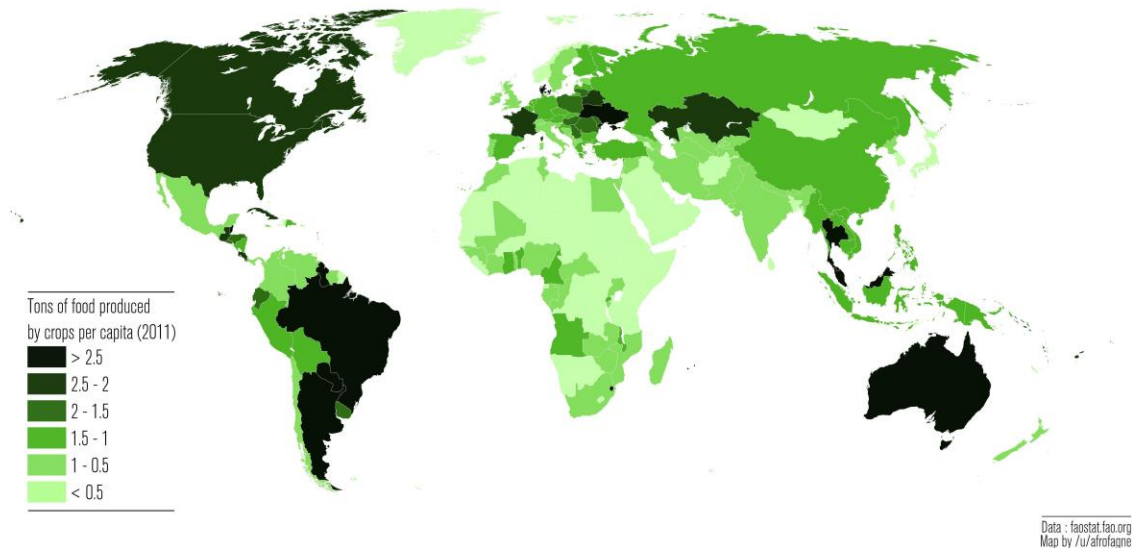 Tons of food produced
by crops per capita (2011)
> 2.5
2.5 - 2
2 - 1.5
1.5 - 1
1 - 0.5
< 0.5
Data : faostat.fao.org
Map by /u/afrofagne